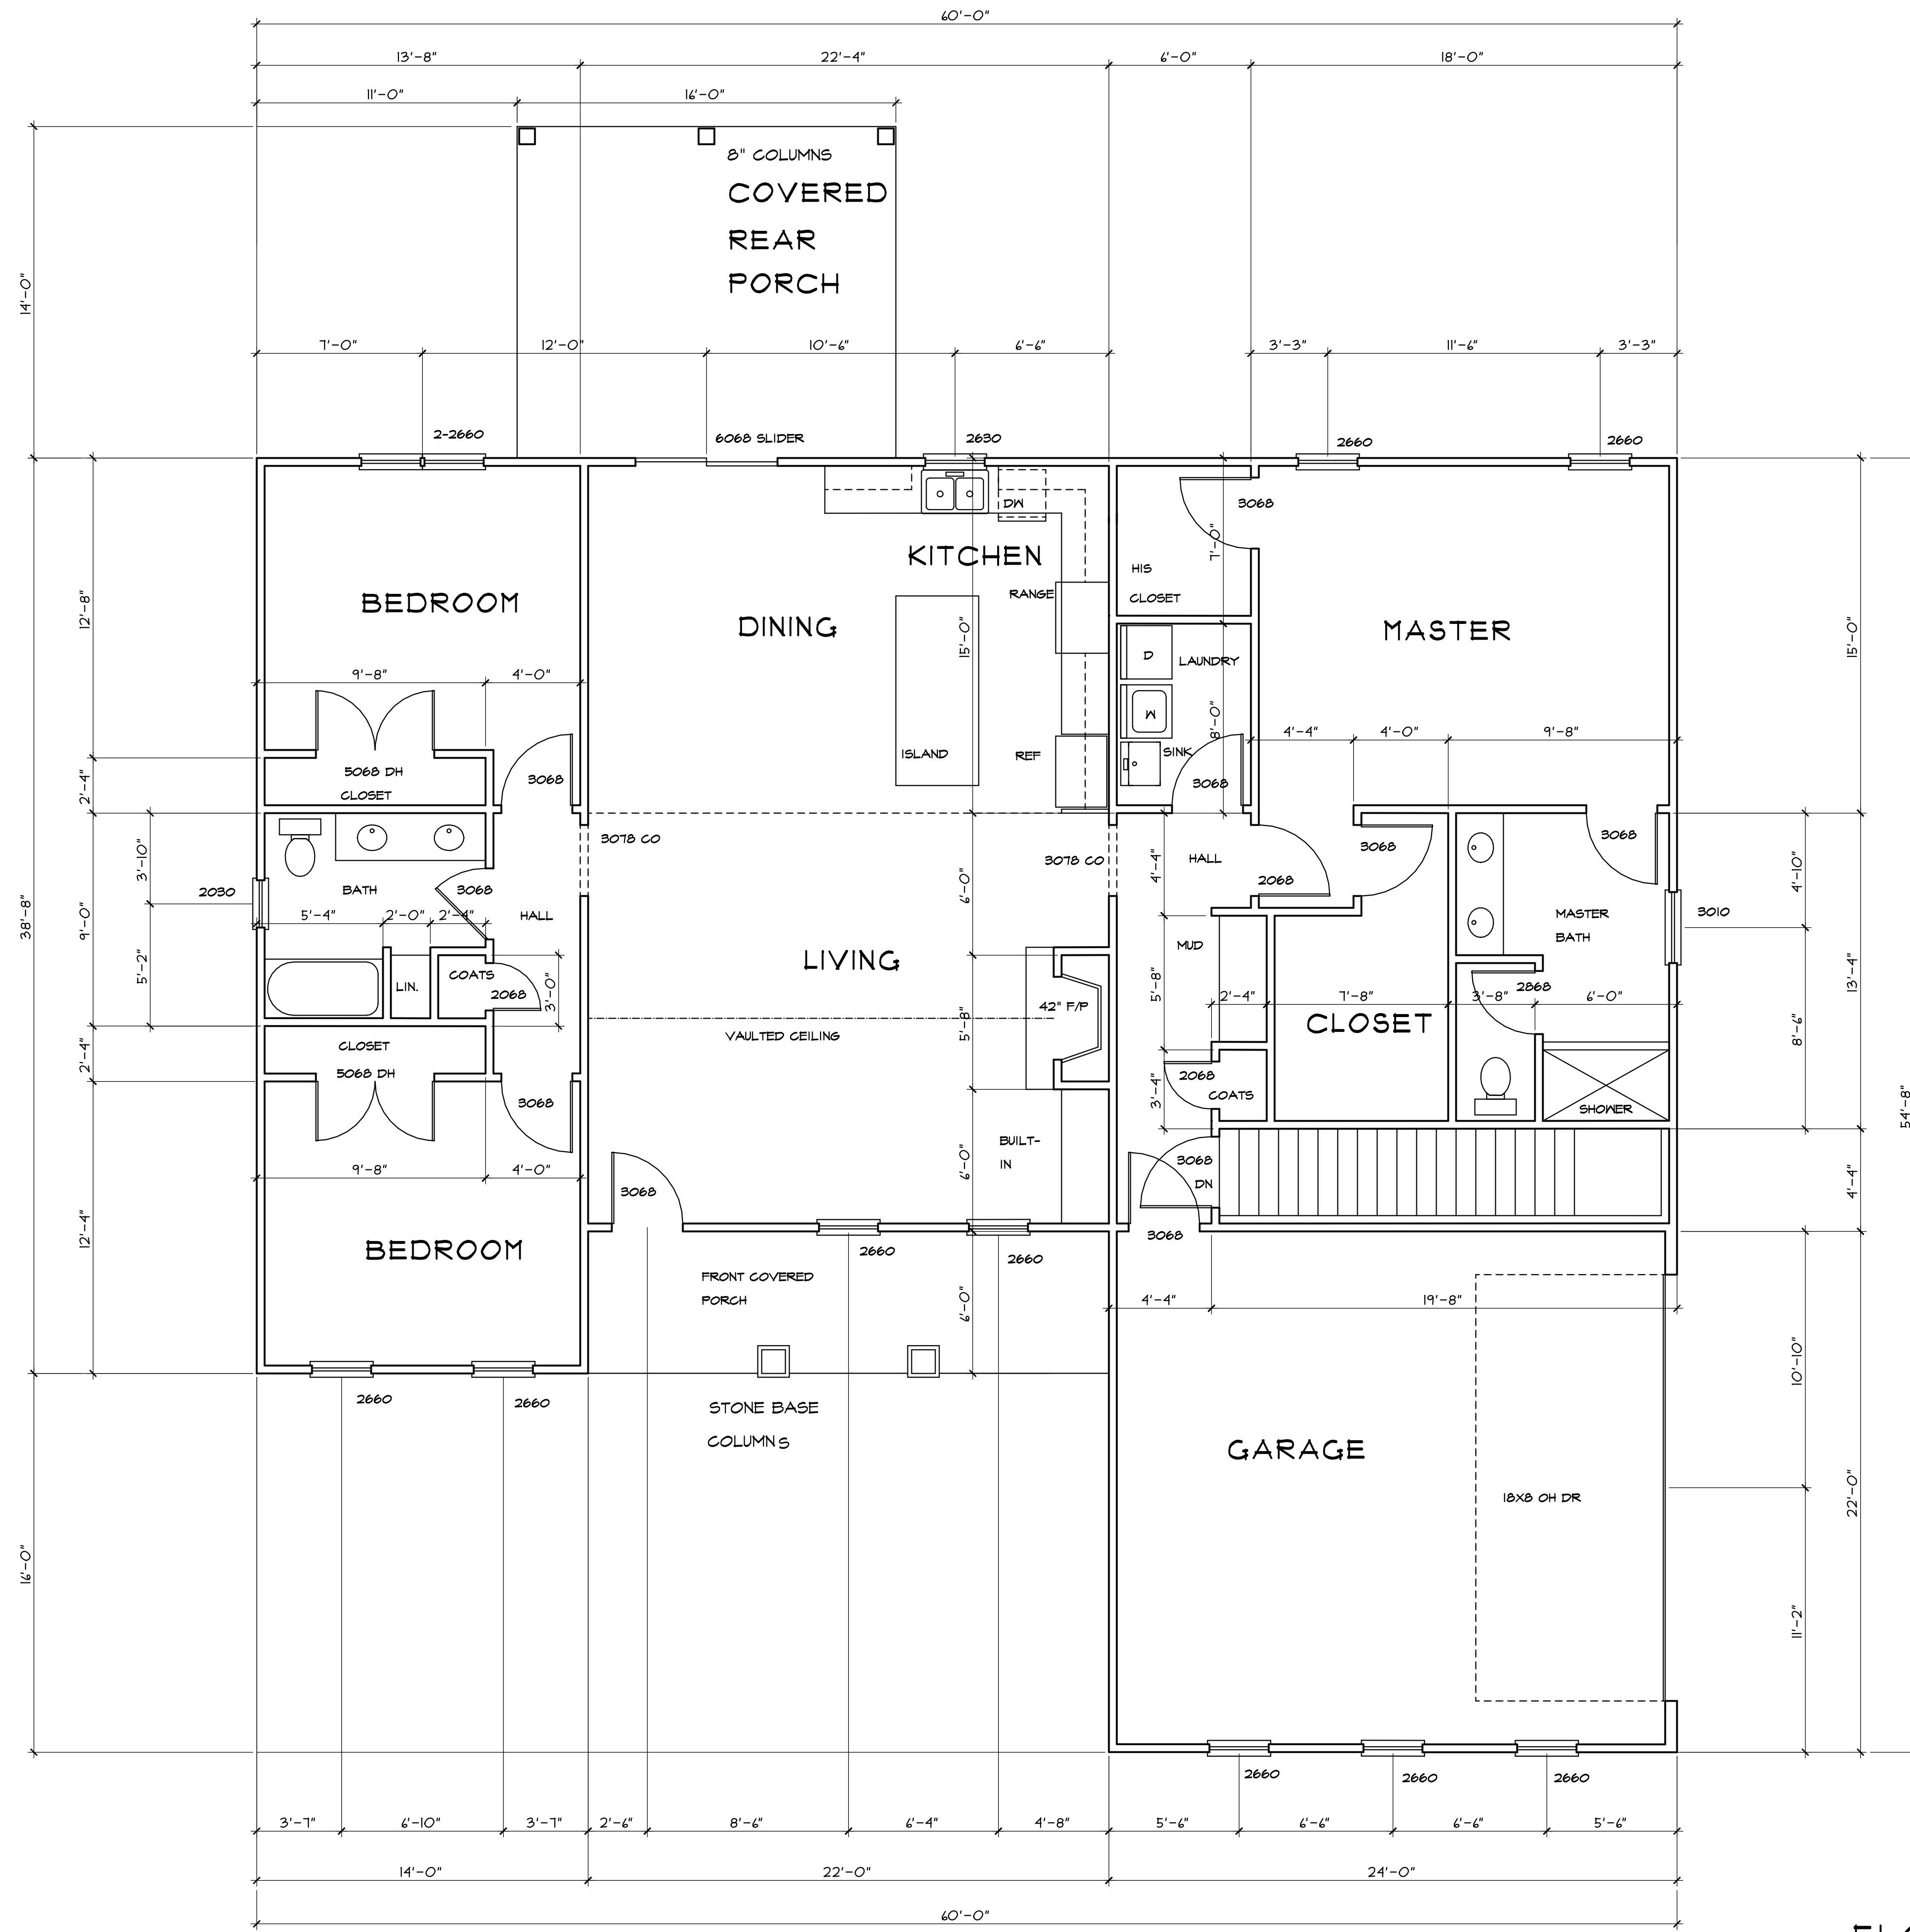 60'-0"
13'-8" 22'-4" 6'-0" 18'-0"
11'-0" 16'-0"
8" COLUMNS
COVERED
REAR
PORCH
14'-0"
7'-0" 12'-0" 10'-6" 6'-6" 3'-3" 11'-6" 3'-3"
2-2660 6068 SLIDER 2630 2660 2660
DW
3068
KITCHEN
7'-0"
HIS
CLOSET
RANGE
BEDROOM
12'-8"
DINING
15'-0"
MASTER
15'-0"
D LAUNDRY
9'-8" 4'-0"
W
8'-0"
4'-4" 4'-0" 9'-8"
ISLAND REF SINK
5068 DH
3068
3068
CLOSET
2'-4"
3078 CO
3068
3068
3'-10"
3078 CO
HALL
4'-4"
2068
4'-10"
2030
BATH
3068
6'-0"
38'-8"
9'-0"
5'-4" 2'-0" 2'-4"
HALL
MASTER
BATH
3010
MUD
LIVING
5'-2"
COATS
LIN.
2068
3'-0"
5'-8"
2868
13'-4"
42" F/P
2'-4" 7'-8" 3'-8" 6'-0"
CLOSET
VAULTED CEILING
5'-8"
8'-6"
CLOSET
2'-4"
5068 DH
2068
COATS
3'-4"
3068
SHOWER
54'-8"
BUILT-
IN
3068
DN
9'-8" 4'-0"
6'-0"
4'-4"
3068
12'-4"
BEDROOM
2660 2660
3068
FRONT COVERED
PORCH
6'-0"
4'-4" 19'-8"
10'-10"
2660 2660
STONE BASE
COLUMNS
GARAGE
18X8 OH DR
22'-0"
16'-0"
11'-2"
2660 2660 2660
3'-7" 6'-10" 3'-7" 2'-6" 8'-6" 6'-4" 4'-8" 5'-6" 6'-6" 6'-6" 5'-6"
14'-0" 22'-0" 24'-0"
60'-0"